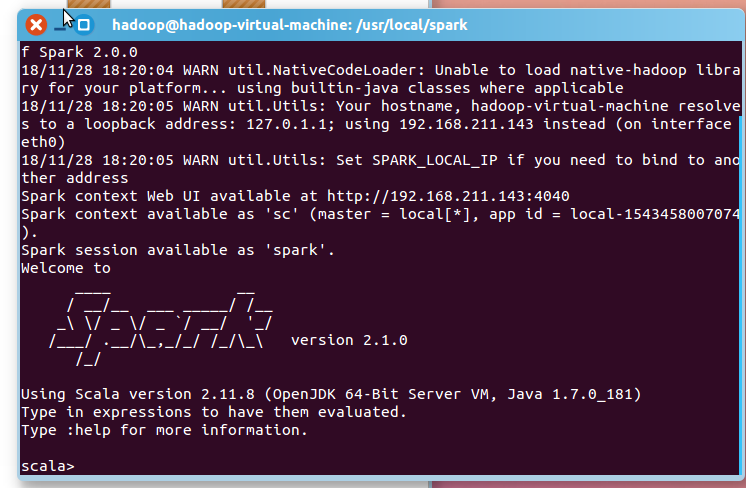 hadoop@hadoop-virtual-machine: /usr/local/spark
f Spark 2.0.0
18/11/28 18:20:04 WARN util.NativeCodeLoader: Unable to load native-hadoop libra
ry for your platform... using builtin-java classes where applicable
18/11/28 18:20:05 WARN util.Utils: Your hostname, hadoop-virtual-machine resolve
s to a loopback address: 127.0.1.1; using 192.168.211.143 instead (on interface
eth0)
18/11/28 18:20:05 WARN util.Utils: Set SPARK_LOCAL_IP if you need to bind to ano
ther address
Spark context Web UI available at http://192.168.211.143:4040
Spark context available as 'sc' (master = local[*], app id = local-1543458007074
).
Spark session available as 'spark'.
Welcome to
      ____              __
     / __/__  ___ _____/ /__
    _\ \/ _ \/ _ `/ __/  '_/
   /___/ .__/\_,_/_/ /_/\_\   version 2.1.0
      /_/
Using Scala version 2.11.8 (OpenJDK 64-Bit Server VM, Java 1.7.0_181)
Type in expressions to have them evaluated.
Type :help for more information.
scala>